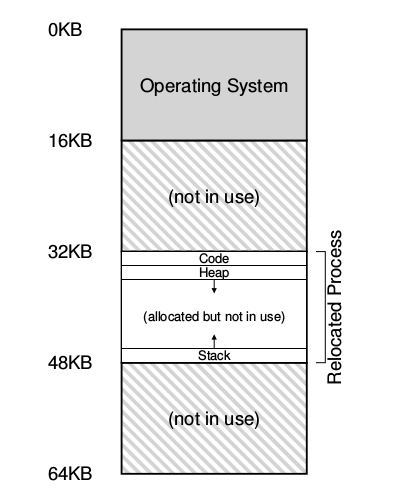 0KB
Operating System
16KB
(not in use)
32KB
Code
Heap
(allocated but not in use)
Relocated Process
Stack
48KB
(not in use)
64KB